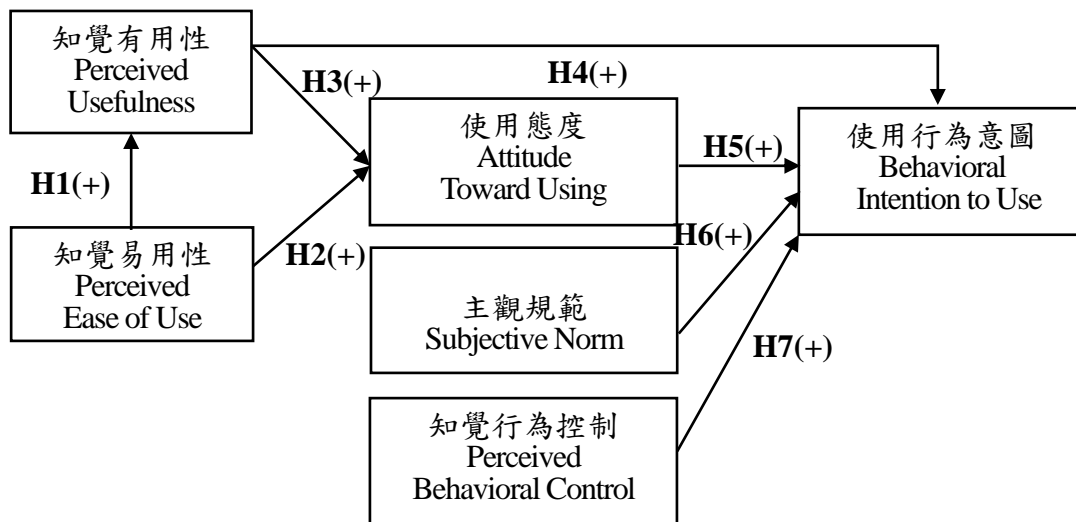 知覺有用性
Perceived
Usefulness
H1(+)
知覺易用性
Perceived
Ease of Use
H3(+)
H2(+)
H4(+)
使用態度
Attitude
Toward Using
主觀規範
Subjective Norm
知覺行為控制
Perceived
Behavioral Control
H5(+)
H6(+)
H7(+)
使用行為意圖
Behavioral
Intention to Use